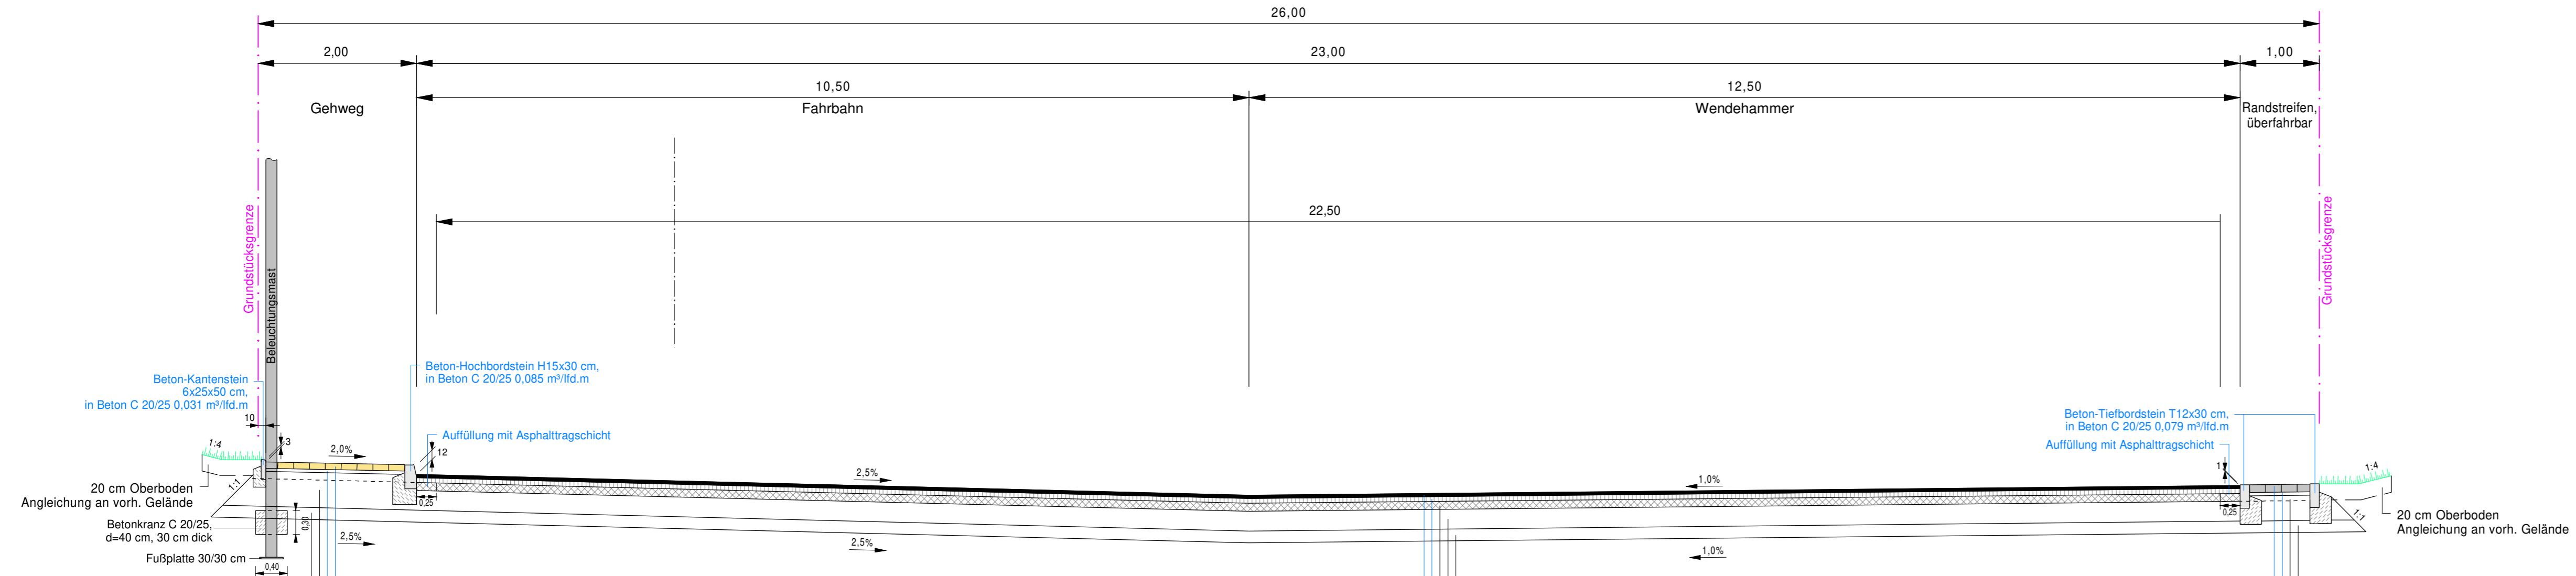 26,00
2,00
23,00
1,00
10,50
12,50
Gehweg
Fahrbahn
Wendehammer
Randstreifen,
überfahrbar
22,50
Grundstücksgrenze
Grundstücksgrenze
Beleuchtungsmast
Beton-Hochbordstein H15x30 cm,
in Beton C 20/25 0,085 m³/lfd.m
Beton-Kantenstein
6x25x50 cm,
in Beton C 20/25 0,031 m³/lfd.m
10
Beton-Tiefbordstein T12x30 cm,
in Beton C 20/25 0,079 m³/lfd.m
Auffüllung mit Asphalttragschicht
Auffüllung mit Asphalttragschicht
1:4
3
2,0%
12
2,5%
1,0%
1
1:4
20 cm Oberboden
Angleichung an vorh. Gelände
1:1
0,25
0,25
1:1
20 cm Oberboden
Angleichung an vorh. Gelände
Betonkranz C 20/25,
d=40 cm, 30 cm dick
0,30
2,5%
2,5%
1,0%
Fußplatte 30/30 cm
0,40